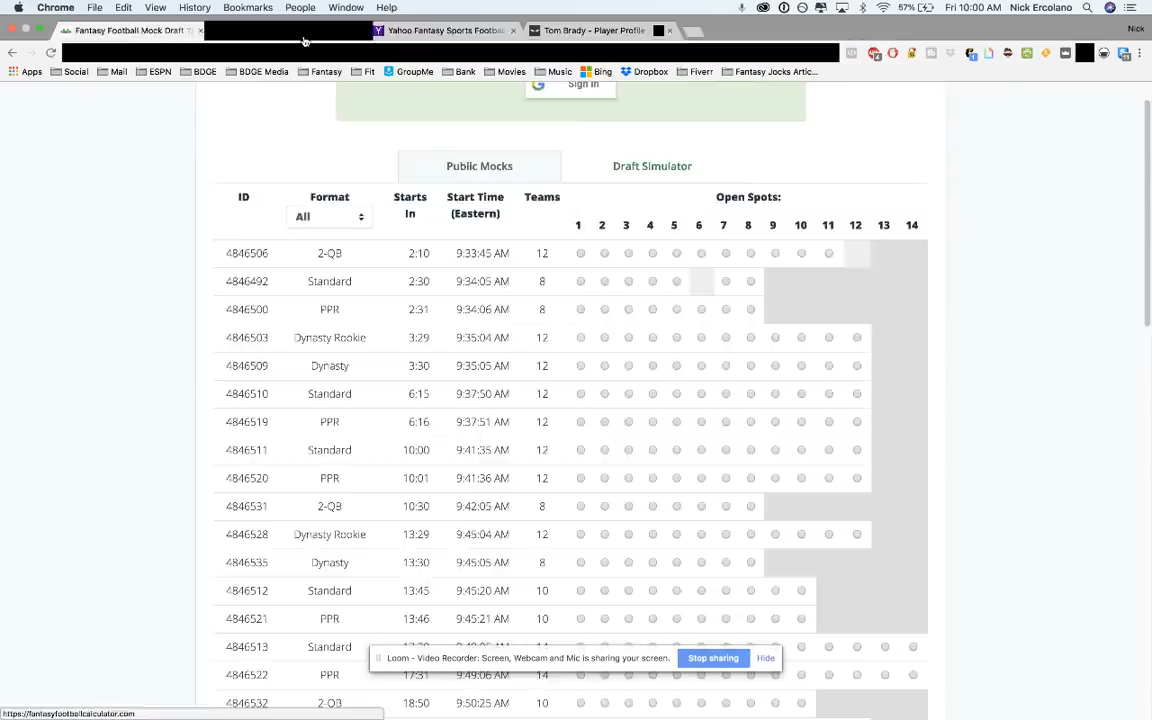 Chrome File Edit View History Bookmarks People Window Help 57% Fri 10:00 AM Nick Ercolano
Fantasy Football Mock Draft Yahoo Fantasy Sports Footbal Tom Brady - Player Profile Nick
Apps Social Mail ESPN BDGE BDGE Media Fantasy Fit GroupMe Bank Movies Music Bing Dropbox Fiverr Fantasy Jocks Artic...
Sign In
Public Mocks Draft Simulator
ID Format Starts In Start Time (Eastern) Teams Open Spots:
All
1 2 3 4 5 6 7 8 9 10 11 12 13 14
4846506 2-QB 2:10 9:33:45 AM 12
4846492 Standard 2:30 9:34:05 AM 8
4846500 PPR 2:31 9:34:06 AM 8
4846503 Dynasty Rookie 3:29 9:35:04 AM 12
4846509 Dynasty 3:30 9:35:05 AM 12
4846510 Standard 6:15 9:37:50 AM 12
4846519 PPR 6:16 9:37:51 AM 12
4846511 Standard 10:00 9:41:35 AM 12
4846520 PPR 10:01 9:41:36 AM 12
4846531 2-QB 10:30 9:42:05 AM 8
4846528 Dynasty Rookie 13:29 9:45:04 AM 12
4846535 Dynasty 13:30 9:45:05 AM 8
4846512 Standard 13:45 9:45:20 AM 10
4846521 PPR 13:46 9:45:21 AM 10
4846513 Standard
Loom - Video Recorder: Screen, Webcam and Mic is sharing your screen. Stop sharing Hide
4846522 PPR 17:31 9:49:06 AM 14
4846532 2-QB 18:50 9:50:25 AM 10
https://fantasyfootballcalculator.com